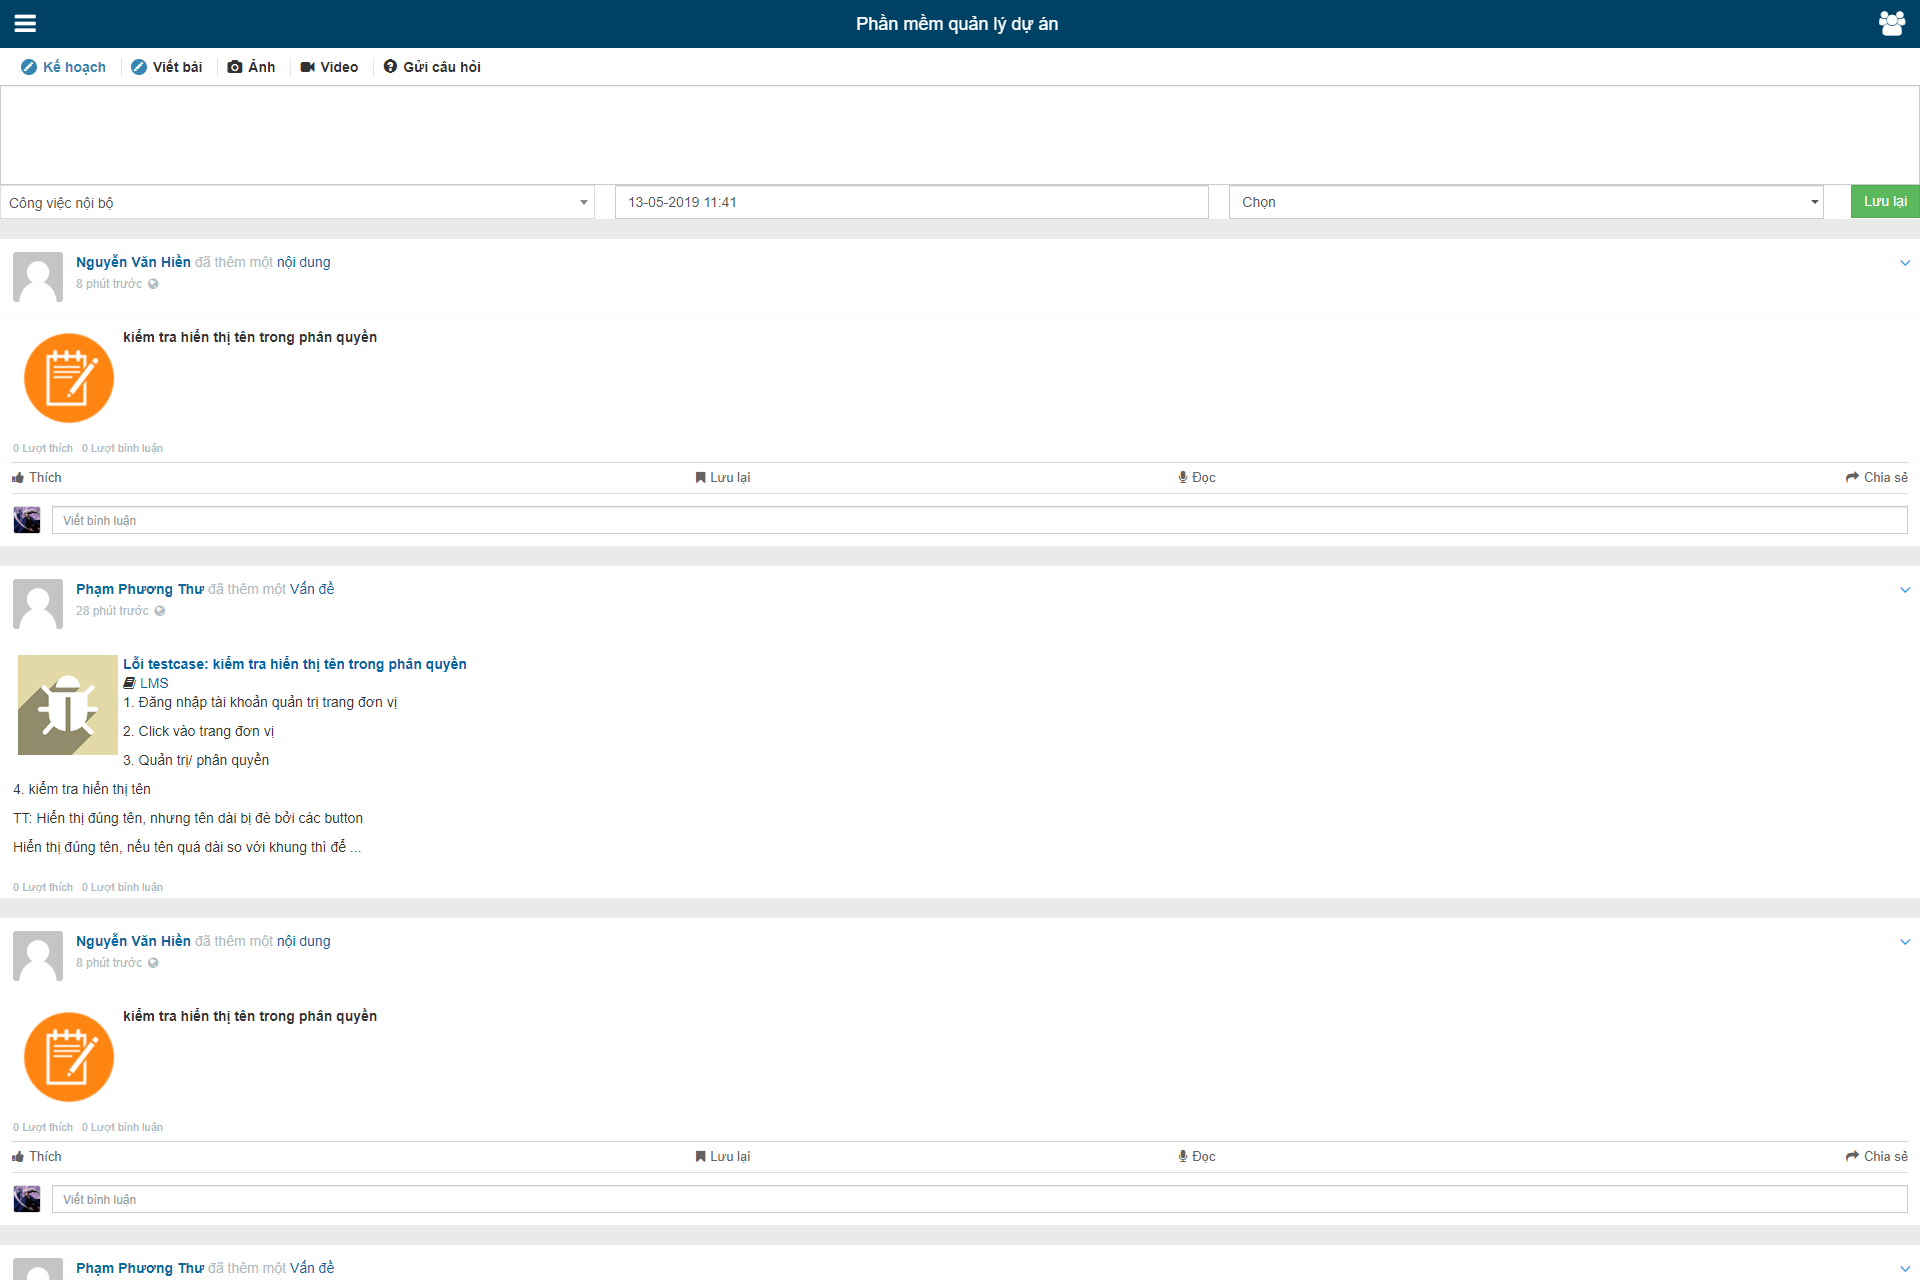 Phần mềm quản lý dự án
Kế hoạch Viết bài Ảnh Video Gửi câu hỏi
Công việc nội bộ 13-05-2019 11:41 Chọn Lưu lại
Nguyễn Văn Hiền đã thêm một nội dung
8 phút trước
kiểm tra hiển thị tên trong phân quyền
0 Lượt thích 0 Lượt bình luận
Thích Lưu lại Đọc Chia sẻ
Viết bình luận
Phạm Phương Thư đã thêm một Vấn đề
28 phút trước
Lỗi testcase: kiểm tra hiển thị tên trong phân quyền
LMS
1. Đăng nhập tài khoản quản trị trang đơn vị
2. Click vào trang đơn vị
3. Quản trị/ phân quyền
4. kiểm tra hiển thị tên
TT: Hiển thị đúng tên, nhưng tên dài bị đè bởi các button
Hiển thị đúng tên, nếu tên quá dài so với khung thì để ...
0 Lượt thích 0 Lượt bình luận
Nguyễn Văn Hiền đã thêm một nội dung
8 phút trước
kiểm tra hiển thị tên trong phân quyền
0 Lượt thích 0 Lượt bình luận
Thích Lưu lại Đọc Chia sẻ
Viết bình luận
Phạm Phương Thư đã thêm một Vấn đề